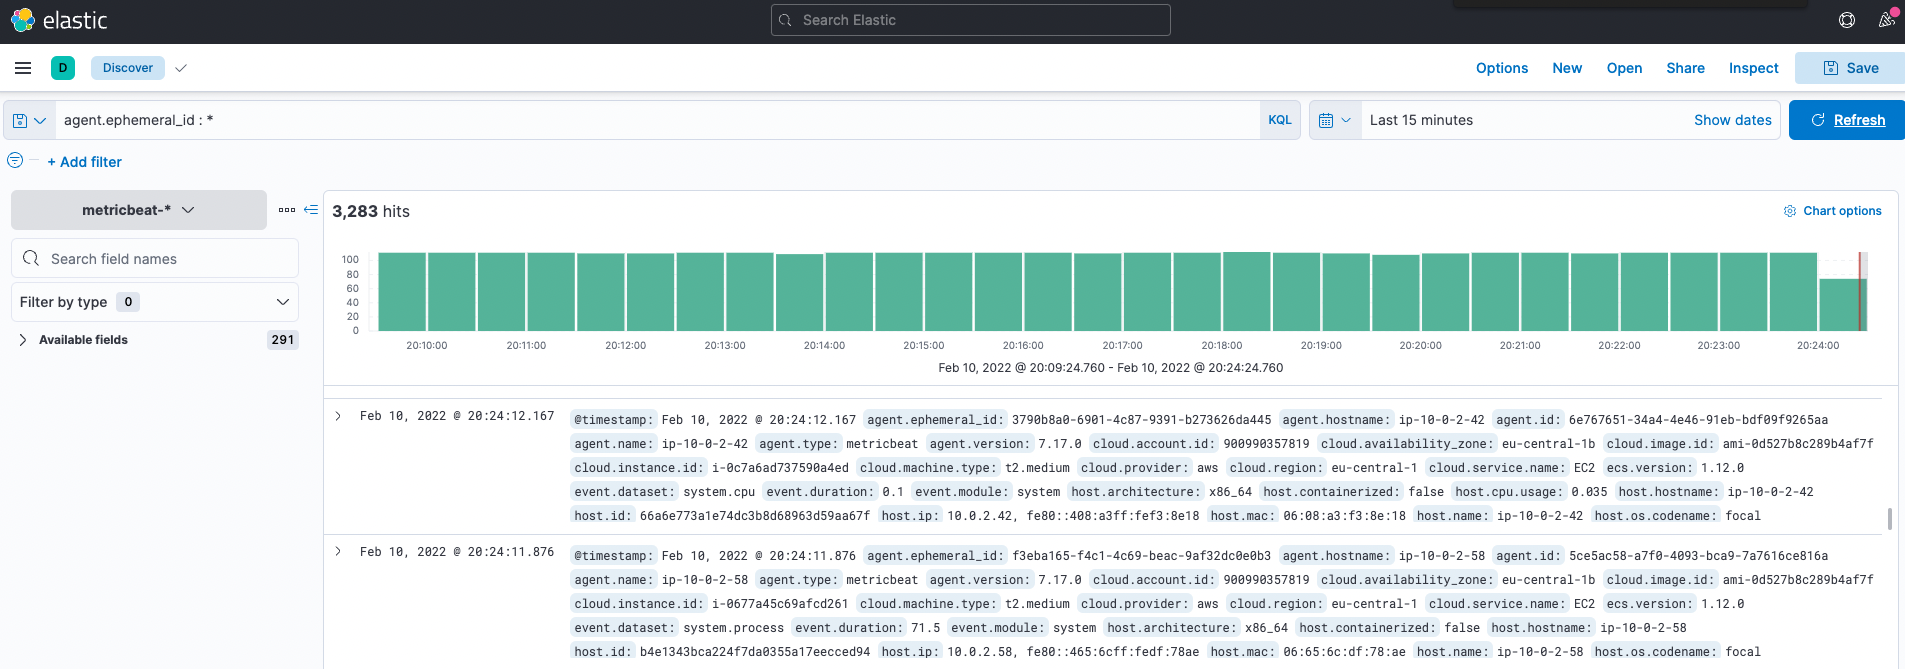 elastic
Search Elastic
D
Discover
Options New Open Share Inspect Save
agent.ephemeral_id : *
KQL
Last 15 minutes
Show dates
Refresh
+ Add filter
metricbeat-*
Search field names
Filter by type 0
Available fields 291
3,283 hits
Chart options
100
80
60
40
20
0
20:10:00 20:11:00 20:12:00 20:13:00 20:14:00 20:15:00 20:16:00 20:17:00 20:18:00 20:19:00 20:20:00 20:21:00 20:22:00 20:23:00 20:24:00
Feb 10, 2022 @ 20:09:24.760 - Feb 10, 2022 @ 20:24:24.760
Feb 10, 2022 @ 20:24:12.167 @timestamp: Feb 10, 2022 @ 20:24:12.167 agent.ephemeral_id: 3790b8a0-6901-4c87-9391-b273626da445 agent.hostname: ip-10-0-2-42 agent.id: 6e767651-34a4-4e46-91eb-bdf09f9265aa
agent.name: ip-10-0-2-42 agent.type: metricbeat agent.version: 7.17.0 cloud.account.id: 900990357819 cloud.availability_zone: eu-central-1b cloud.image.id: ami-0d527b8c289b4af7f
cloud.instance.id: i-0c7a6ad737590a4ed cloud.machine.type: t2.medium cloud.provider: aws cloud.region: eu-central-1 cloud.service.name: EC2 ecs.version: 1.12.0
event.dataset: system.cpu event.duration: 0.1 event.module: system host.architecture: x86_64 host.containerized: false host.cpu.usage: 0.035 host.hostname: ip-10-0-2-42
host.id: 66a6e773a1e74dc3b8d68963d59aa67f host.ip: 10.0.2.42, fe80::408:a3ff:fef3:8e18 host.mac: 06:08:a3:f3:8e:18 host.name: ip-10-0-2-42 host.os.codename: focal
Feb 10, 2022 @ 20:24:11.876 @timestamp: Feb 10, 2022 @ 20:24:11.876 agent.ephemeral_id: f3eba165-f4c1-4c69-beac-9af32dc0e0b3 agent.hostname: ip-10-0-2-58 agent.id: 5ce5ac58-a7f0-4093-bca9-7a7616ce816a
agent.name: ip-10-0-2-58 agent.type: metricbeat agent.version: 7.17.0 cloud.account.id: 900990357819 cloud.availability_zone: eu-central-1b cloud.image.id: ami-0d527b8c289b4af7f
cloud.instance.id: i-0677a45c69afcd261 cloud.machine.type: t2.medium cloud.provider: aws cloud.region: eu-central-1 cloud.service.name: EC2 ecs.version: 1.12.0
event.dataset: system.process event.duration: 71.5 event.module: system host.architecture: x86_64 host.containerized: false host.hostname: ip-10-0-2-58
host.id: b4e1343bca224f7da0355a17eecced94 host.ip: 10.0.2.58, fe80::465:6cff:fedf:78ae host.mac: 06:65:6c:df:78:ae host.name: ip-10-0-2-58 host.os.codename: focal